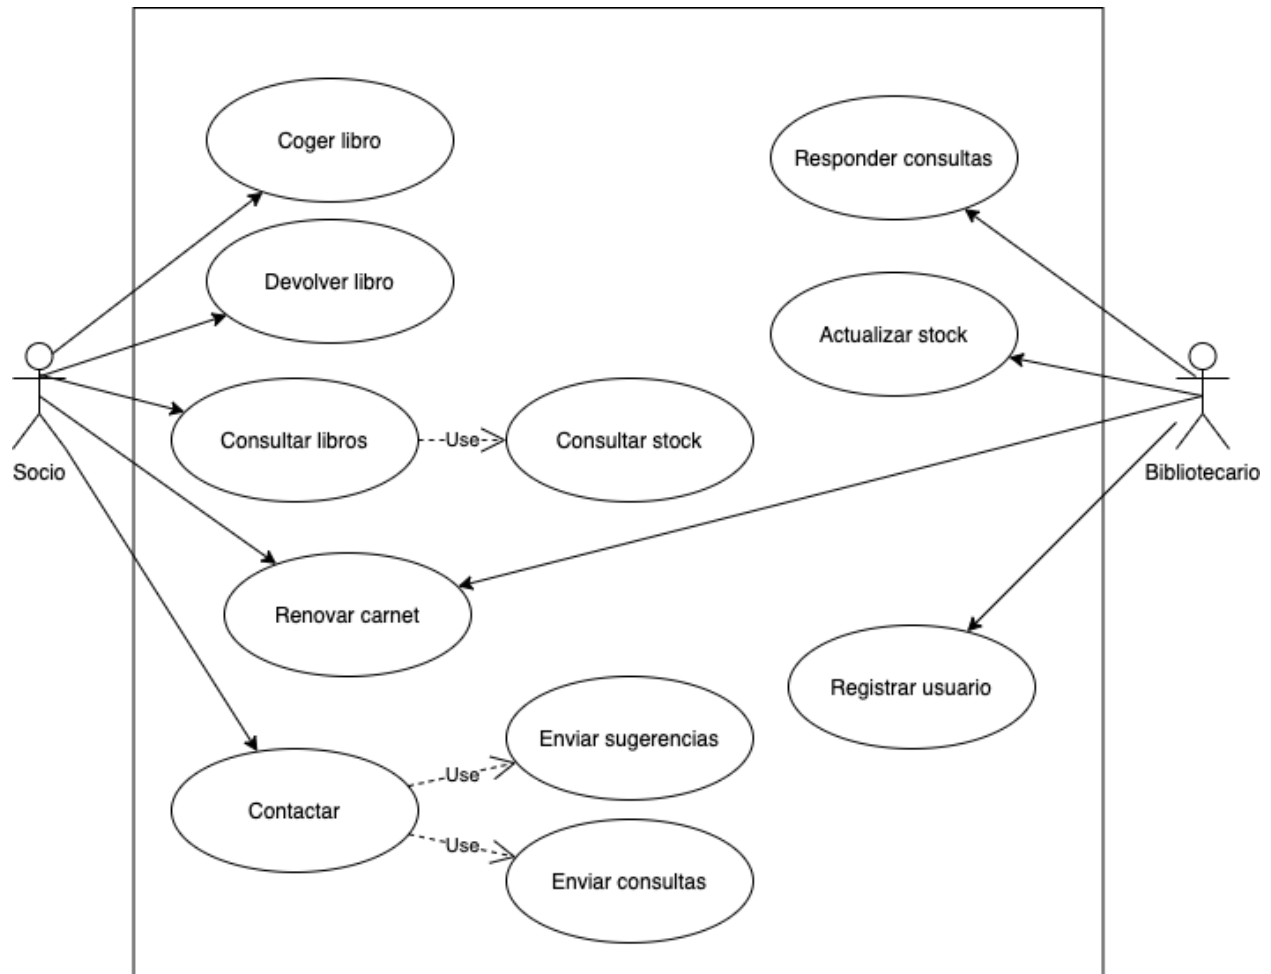 Coger libro
Responder consultas
Devolver libro
Actualizar stock
Consultar libros
Use
Consultar stock
Socio
Bibliotecario
Renovar carnet
Registrar usuario
Enviar sugerencias
Use
Contactar
Use
Enviar consultas